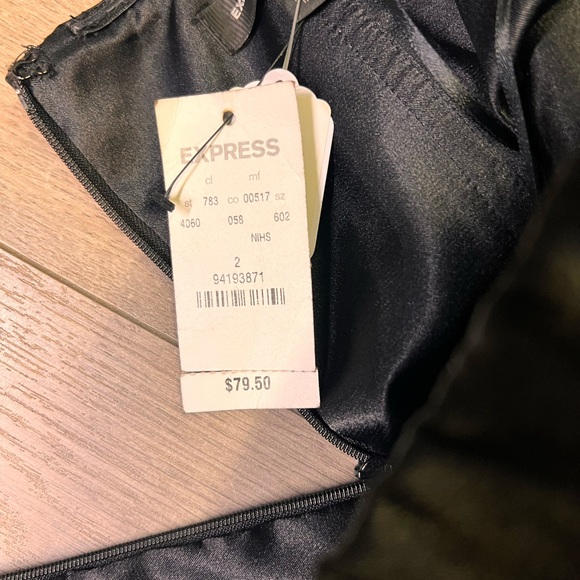 EXPRESS
cl mf
st 783 co 00517 sz
4060 058 602
NIHS
2
94193871
$79.50